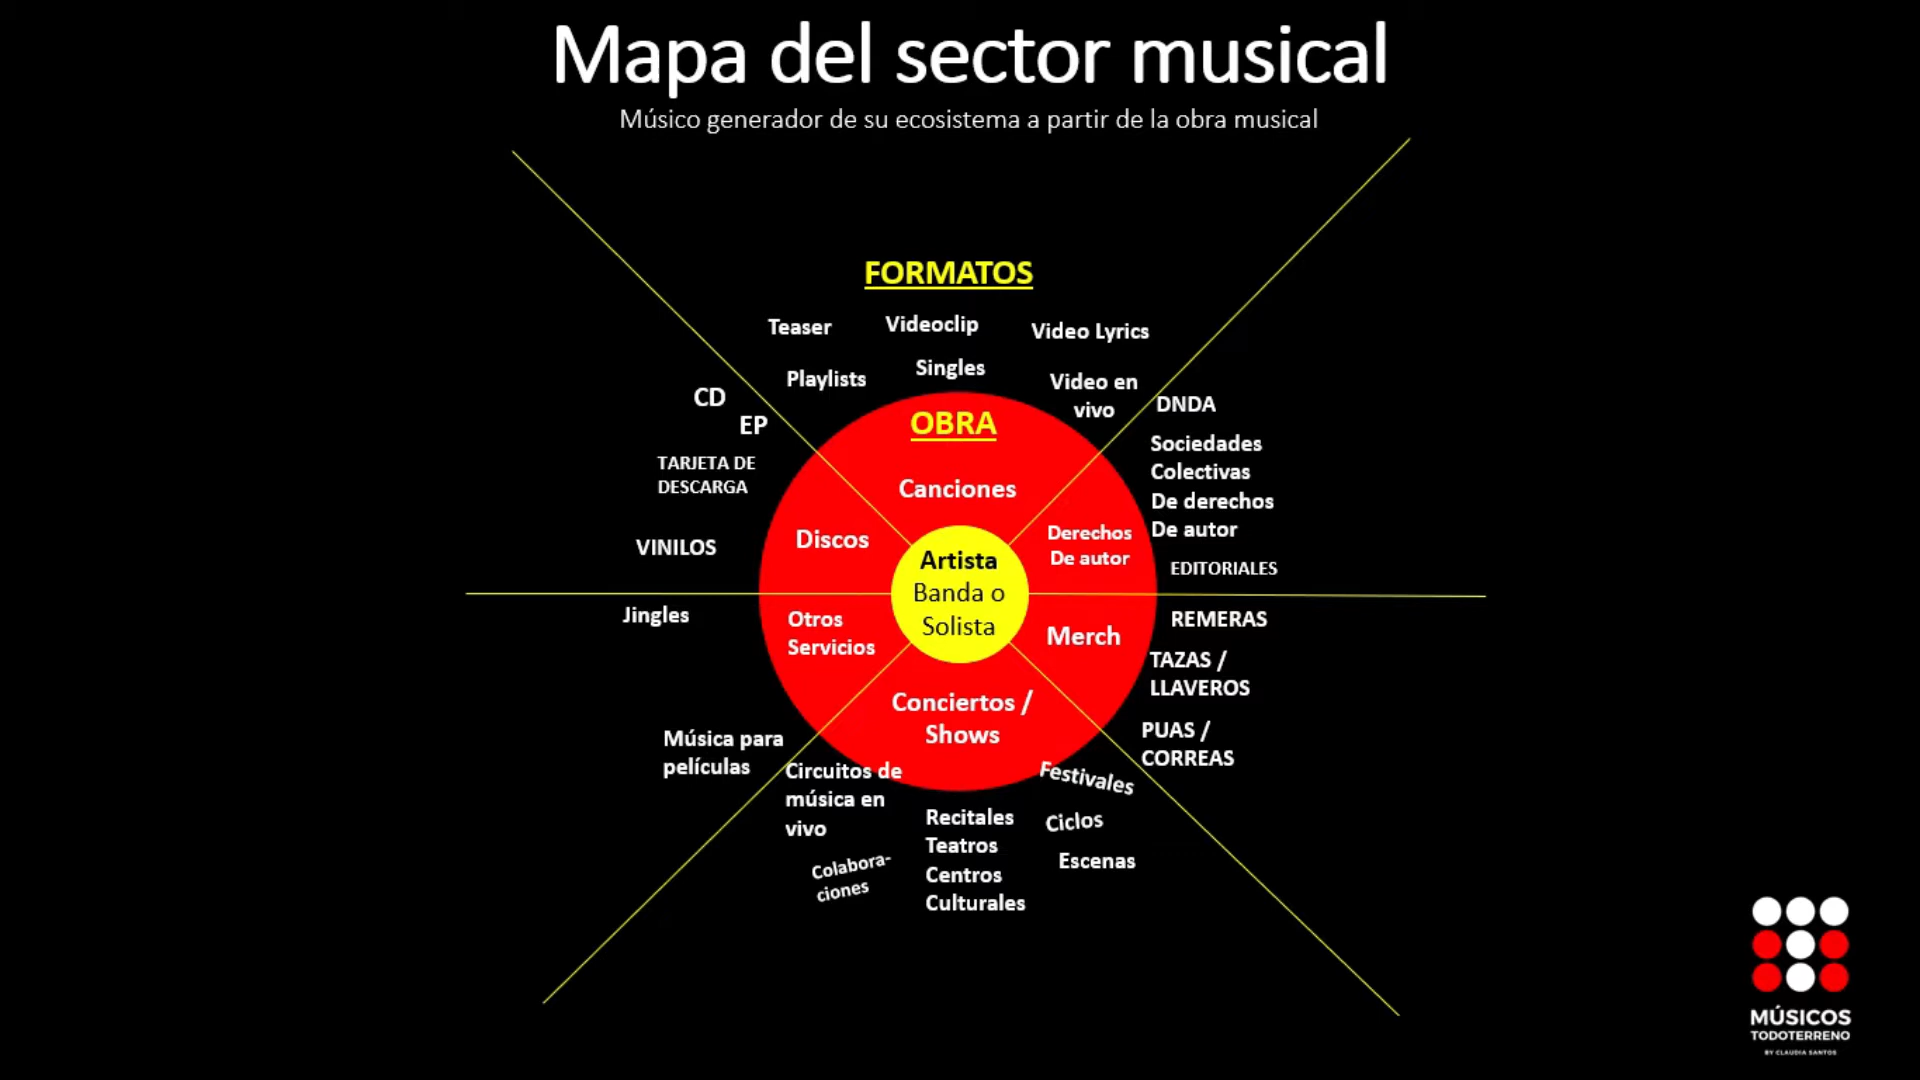 Mapa del sector musical
Músico generador de su ecosistema a partir de la obra musical
FORMATOS
Teaser
Videoclip
Video Lyrics
Playlists
Singles
Video en
vivo
CD
EP
TARJETA DE
DESCARGA
VINILOS
OBRA
Canciones
Discos
Derechos
De autor
DNDA
Sociedades
Colectivas
De derechos
De autor
EDITORIALES
Artista
Banda o
Solista
Jingles
Otros
Servicios
Merch
REMERAS
TAZAS /
LLAVEROS
PUAS /
CORREAS
Música para
películas
Conciertos /
Shows
Circuitos de
música en
vivo
Colabora-
ciones
Recitales
Teatros
Centros
Culturales
Festivales
Ciclos
Escenas
MÚSICOS
TODOTERRENO
BY CLAUDIA SANTOS